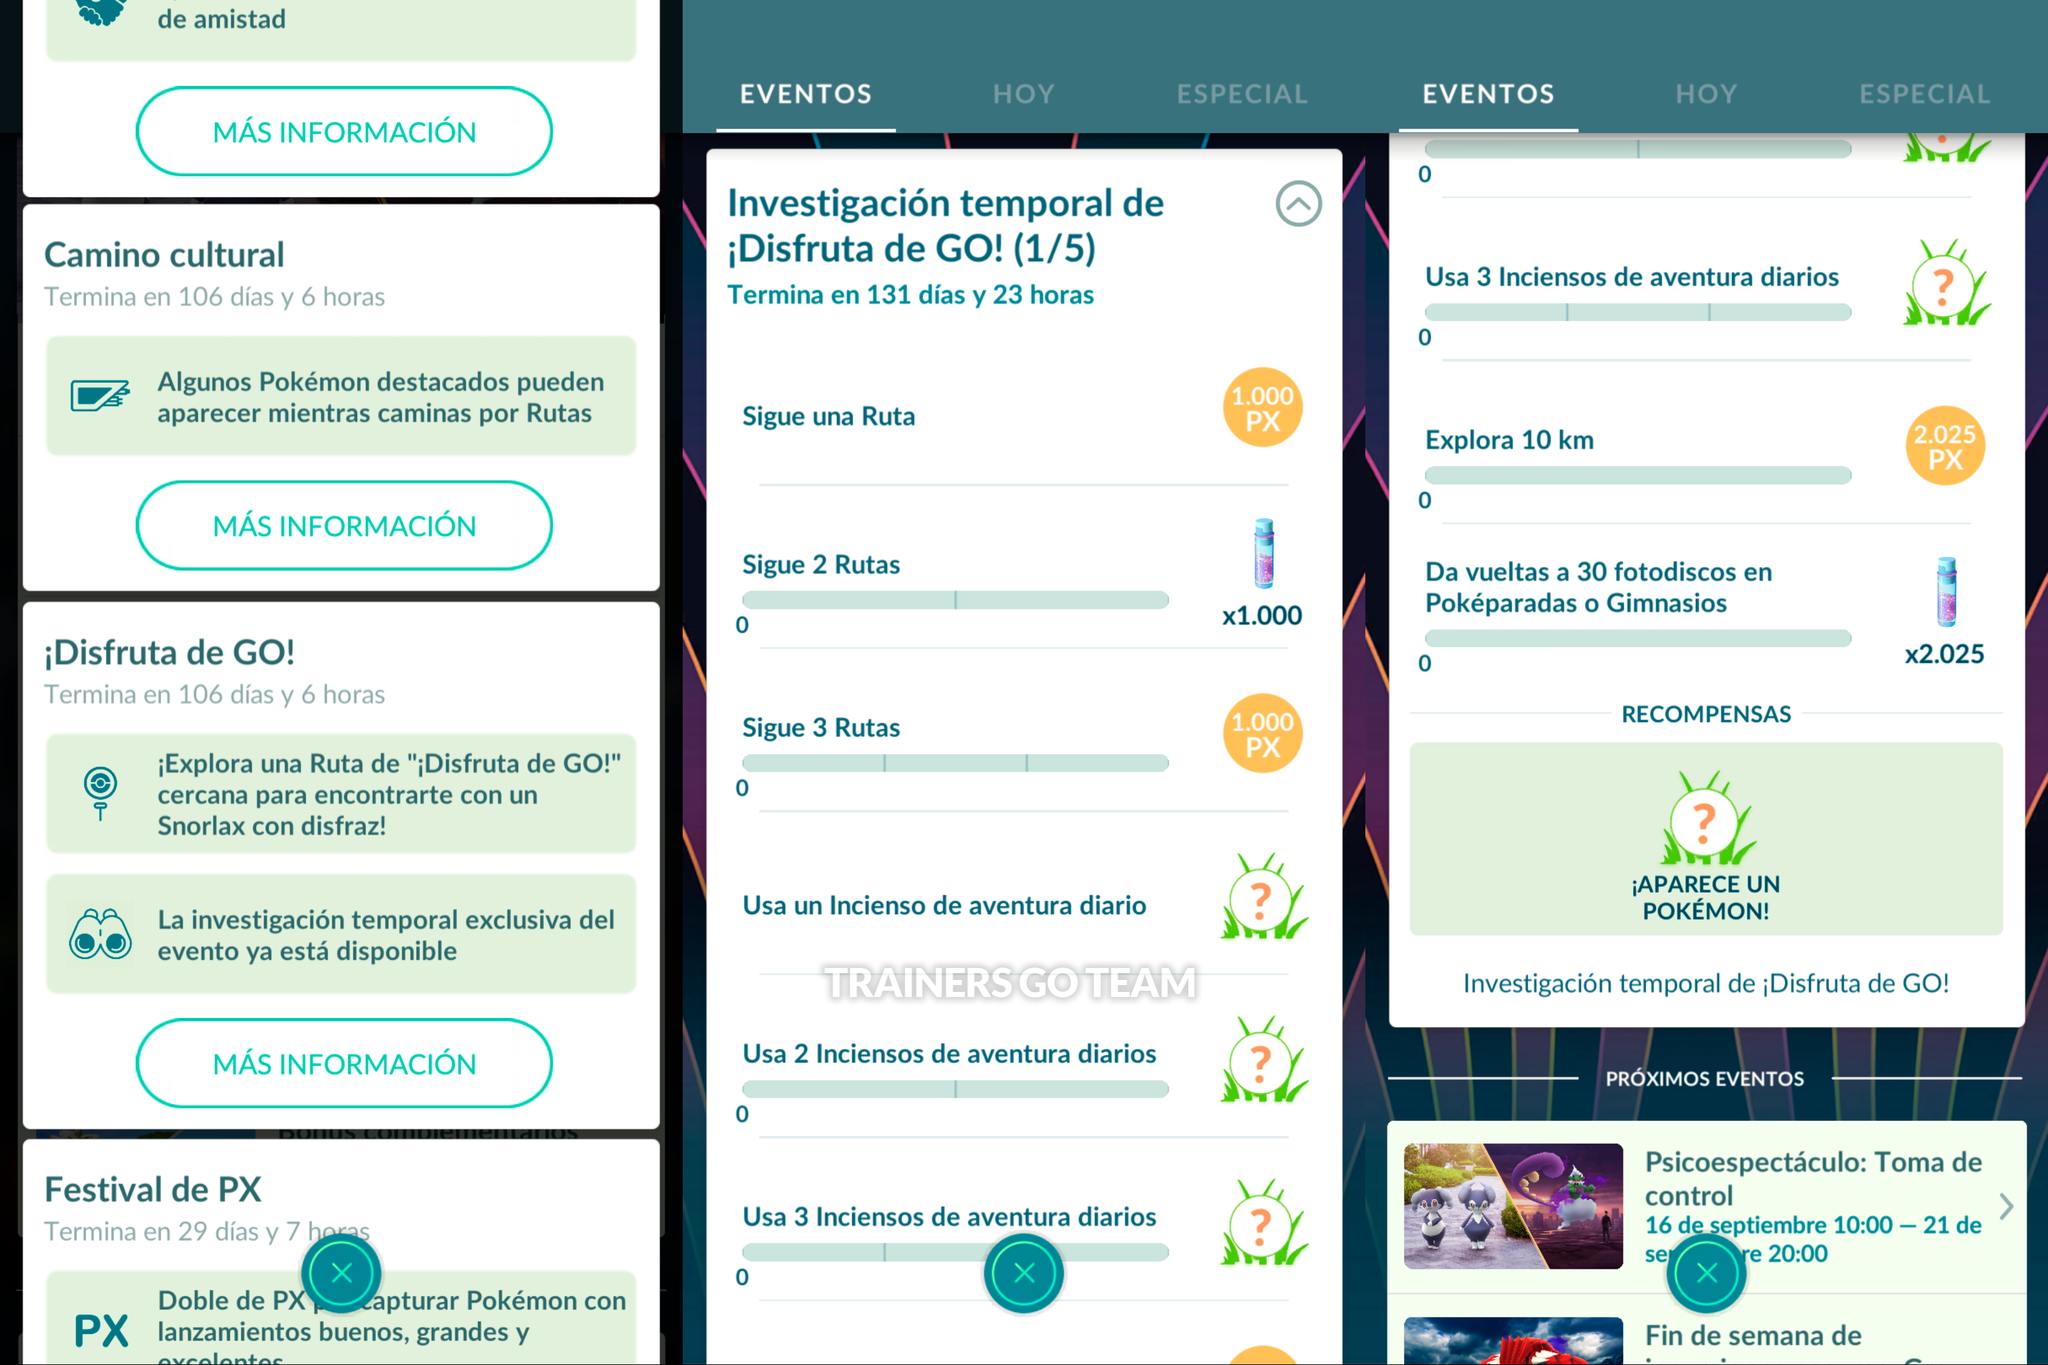 de amistad
MÁS INFORMACIÓN
Camino cultural
Termina en 106 días y 6 horas
Algunos Pokémon destacados pueden
aparecer mientras caminas por Rutas
MÁS INFORMACIÓN
¡Disfruta de GO!
Termina en 106 días y 6 horas
¡Explora una Ruta de "¡Disfruta de GO!"
cercana para encontrarte con un
Snorlax con disfraz!
La investigación temporal exclusiva del
evento ya está disponible
MÁS INFORMACIÓN
Festival de PX
Termina en 29 días y 7 horas
PX
Doble de PX capturar Pokémon con
lanzamientos buenos, grandes y
excelentes
EVENTOS
HOY
ESPECIAL
Investigación temporal de
¡Disfruta de GO! (1/5)
Termina en 131 días y 23 horas
Sigue una Ruta
1.000
PX
Sigue 2 Rutas
0
x1.000
Sigue 3 Rutas
0
1.000
PX
Usa un Incienso de aventura diario
?
TRAINERS GO TEAM
Usa 2 Inciensos de aventura diarios
0
?
Usa 3 Inciensos de aventura diarios
0
?
EVENTOS
HOY
ESPECIAL
0
Usa 3 Inciensos de aventura diarios
0
?
Explora 10 km
0
2.025
PX
Da vueltas a 30 fotodiscos en
Poképaradas o Gimnasios
0
x2.025
RECOMPENSAS
?
¡APARECE UN
POKÉMON!
Investigación temporal de ¡Disfruta de GO!
PRÓXIMOS EVENTOS
Psicoespectáculo: Toma de
control
16 de septiembre 10:00 — 21 de
20:00
Fin de semana de